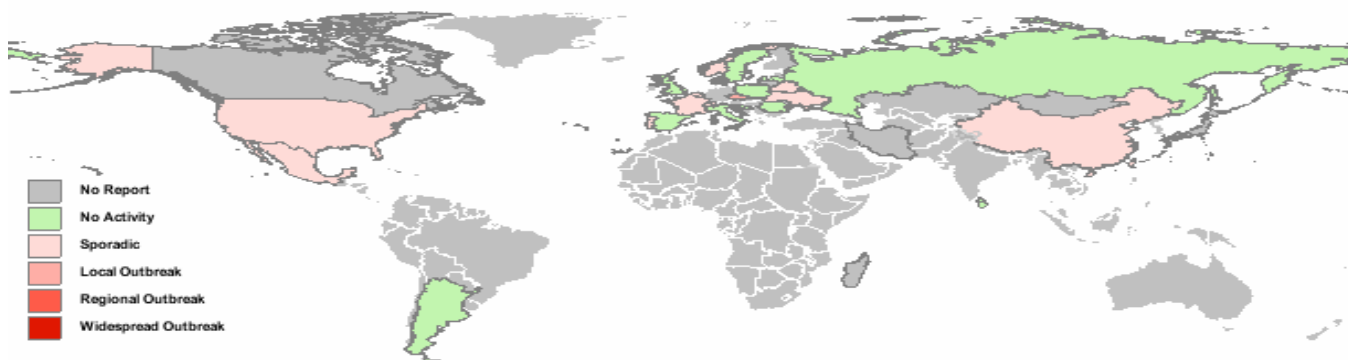 No Report
No Activity
Sporadic
Local Outbreak
Regional Outbreak
Widespread Outbreak